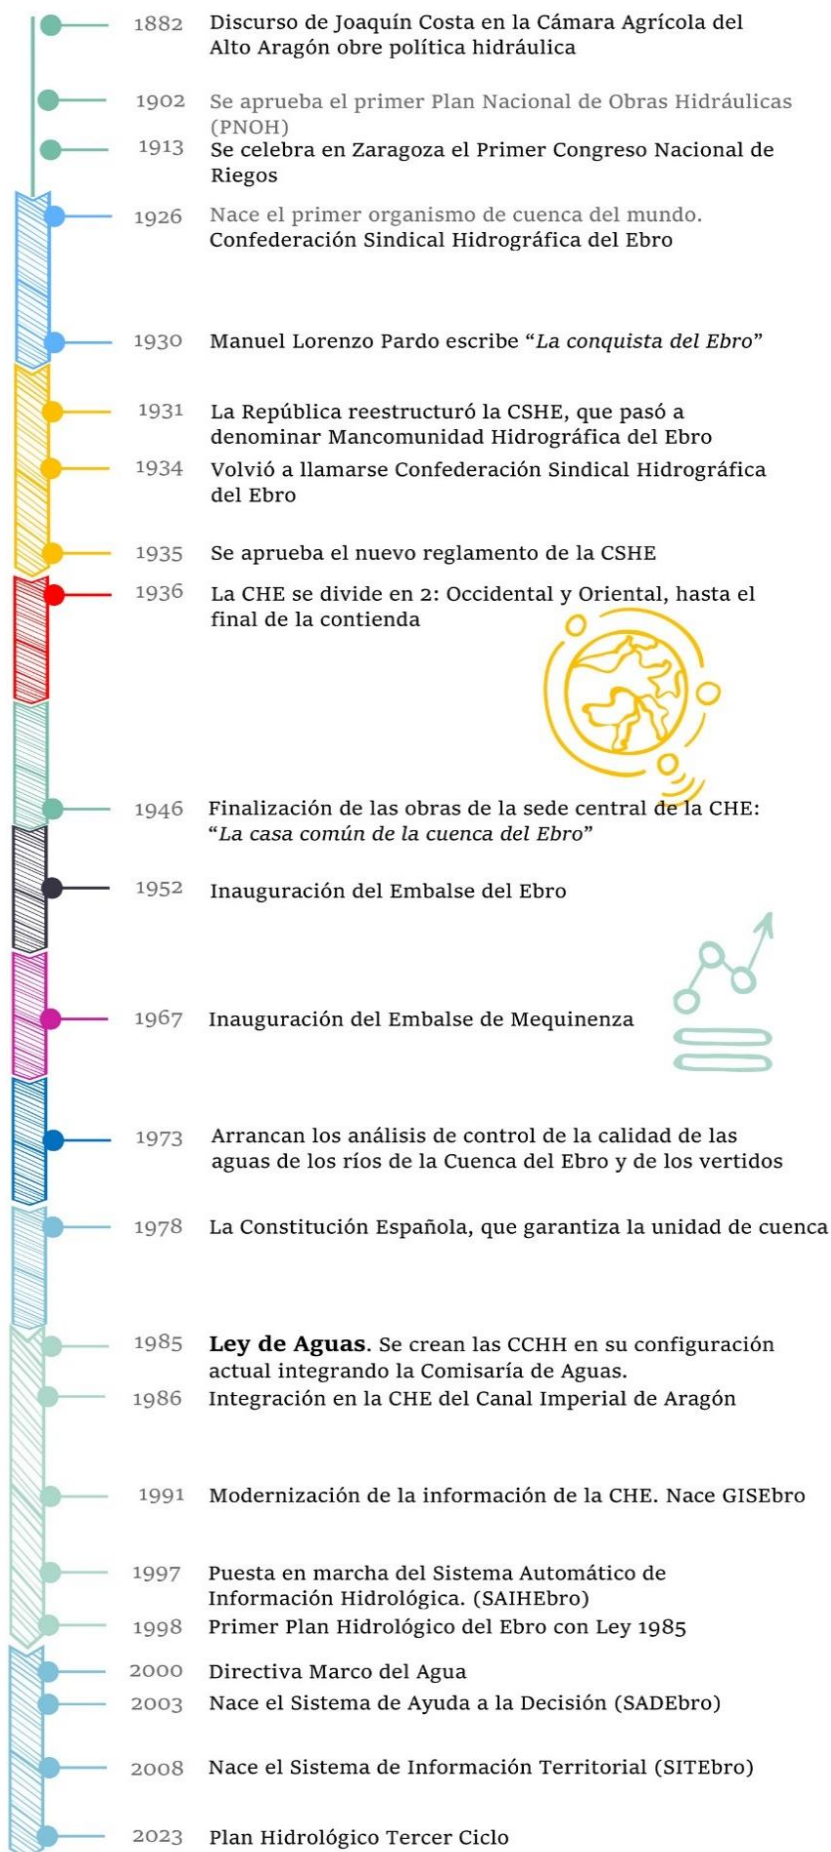 1882 Discurso de Joaquín Costa en la Cámara Agrícola del
Alto Aragón obre política hidráulica
1902 Se aprueba el primer Plan Nacional de Obras Hidráulicas
(PNOH)
1913 Se celebra en Zaragoza el Primer Congreso Nacional de
Riegos
1926 Nace el primer organismo de cuenca del mundo.
Confederación Sindical Hidrográfica del Ebro
1930 Manuel Lorenzo Pardo escribe “La conquista del Ebro”
1931 La República reestructuró la CSHE, que pasó a
denominar Mancomunidad Hidrográfica del Ebro
1934 Volvió a llamarse Confederación Sindical Hidrográfica
del Ebro
1935 Se aprueba el nuevo reglamento de la CSHE
1936 La CHE se divide en 2: Occidental y Oriental, hasta el
final de la contienda
1946 Finalización de las obras de la sede central de la CHE:
“La casa común de la cuenca del Ebro”
1952 Inauguración del Embalse del Ebro
1967 Inauguración del Embalse de Mequinenza
1973 Arrancan los análisis de control de la calidad de las
aguas de los ríos de la Cuenca del Ebro y de los vertidos
1978 La Constitución Española, que garantiza la unidad de cuenca
1985 Ley de Aguas. Se crean las CCHH en su configuración
actual integrando la Comisaría de Aguas.
1986 Integración en la CHE del Canal Imperial de Aragón
1991 Modernización de la información de la CHE. Nace GISEbro
1997 Puesta en marcha del Sistema Automático de
Información Hidrológica. (SAIHEbro)
1998 Primer Plan Hidrológico del Ebro con Ley 1985
2000 Directiva Marco del Agua
2003 Nace el Sistema de Ayuda a la Decisión (SADEbro)
2008 Nace el Sistema de Información Territorial (SITEbro)
2023 Plan Hidrológico Tercer Ciclo